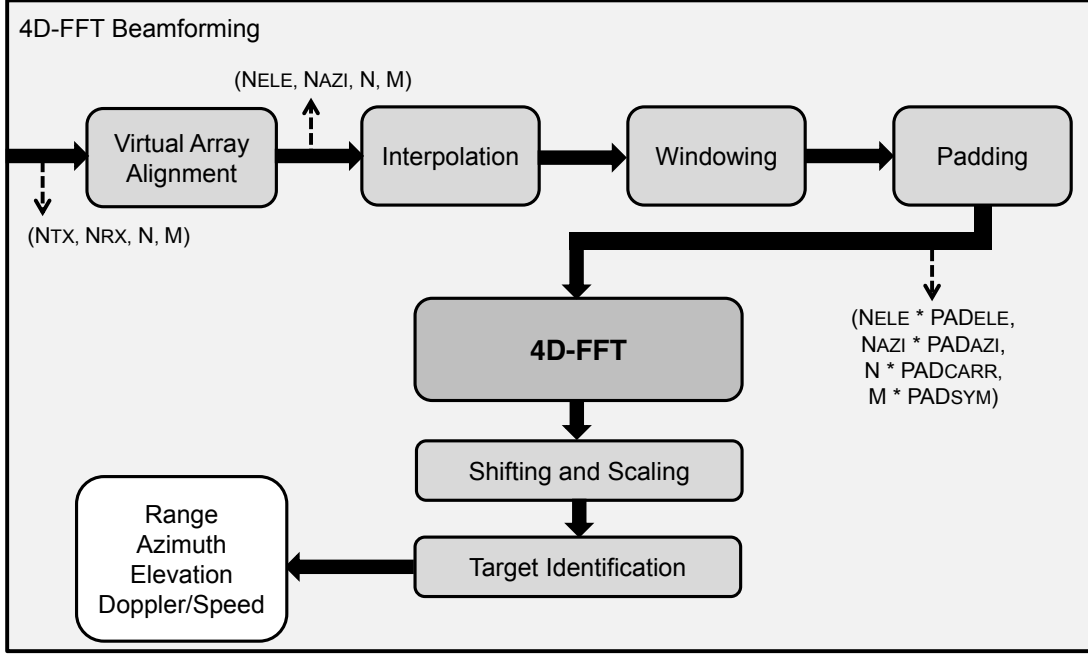 4D-FFT Beamforming
(NELE, NAZI, N, M)
Virtual Array
Alignment
Interpolation
Windowing
Padding
(NTX, NRX, N, M)
(NELE * PADELE,
NAZI * PADAZI,
N * PADCARR,
M * PADSYM)
4D-FFT
Shifting and Scaling
Target Identification
Range
Azimuth
Elevation
Doppler/Speed